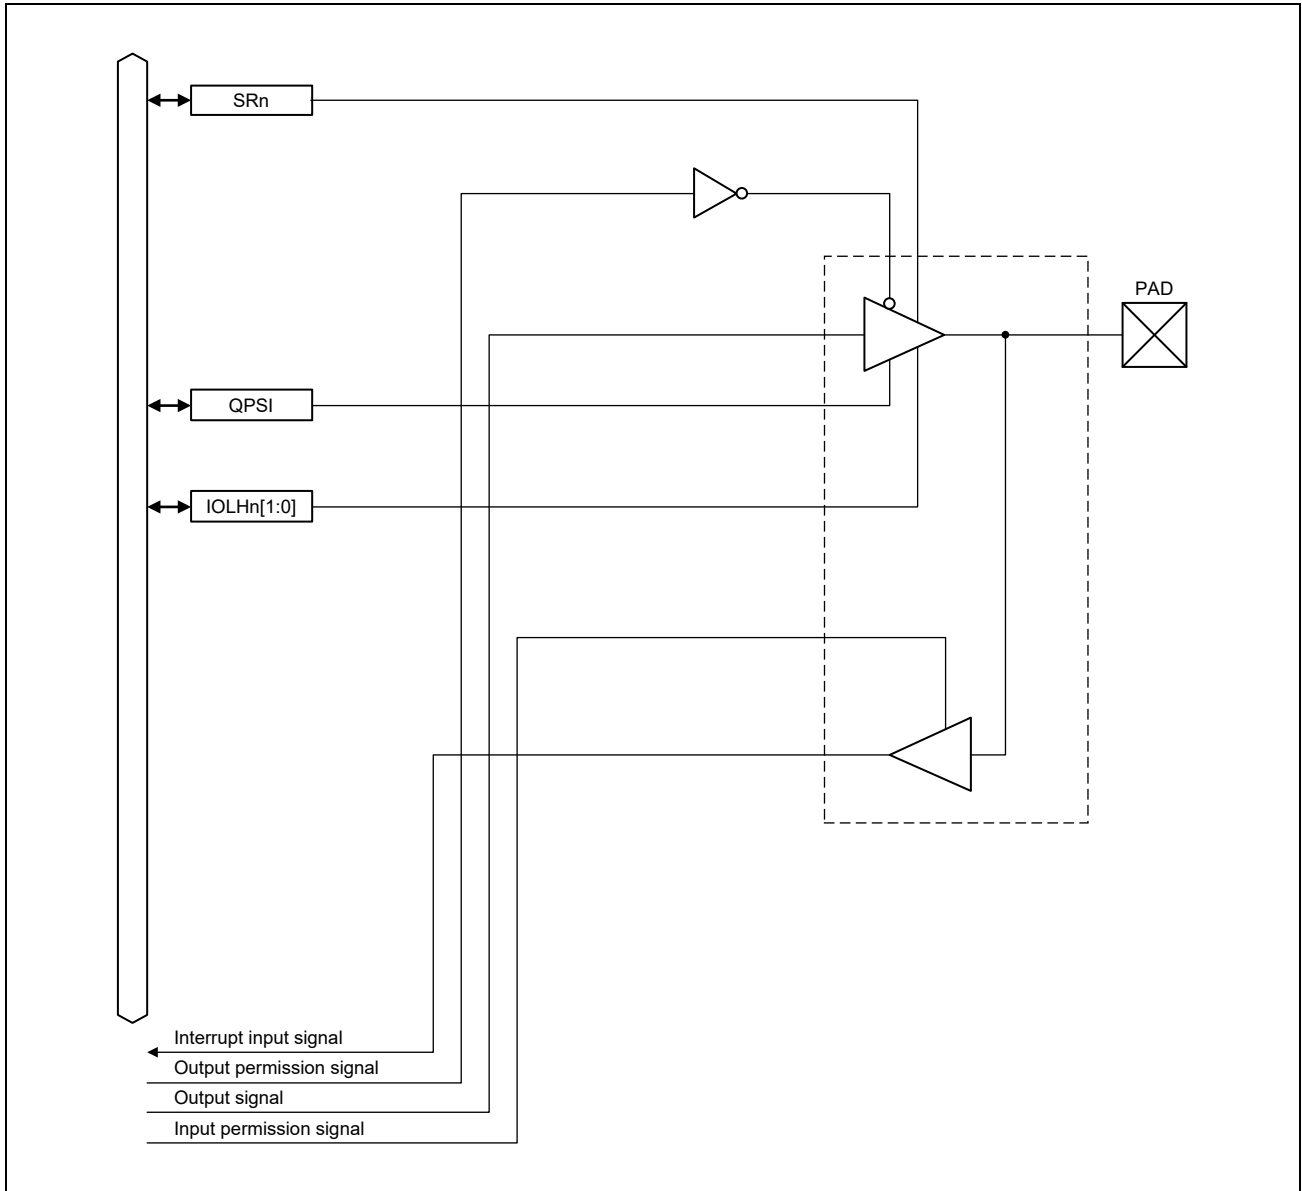 SRn
PAD
QPSI
IOLHn[1:0]
Interrupt input signal
Output permission signal
Output signal
Input permission signal